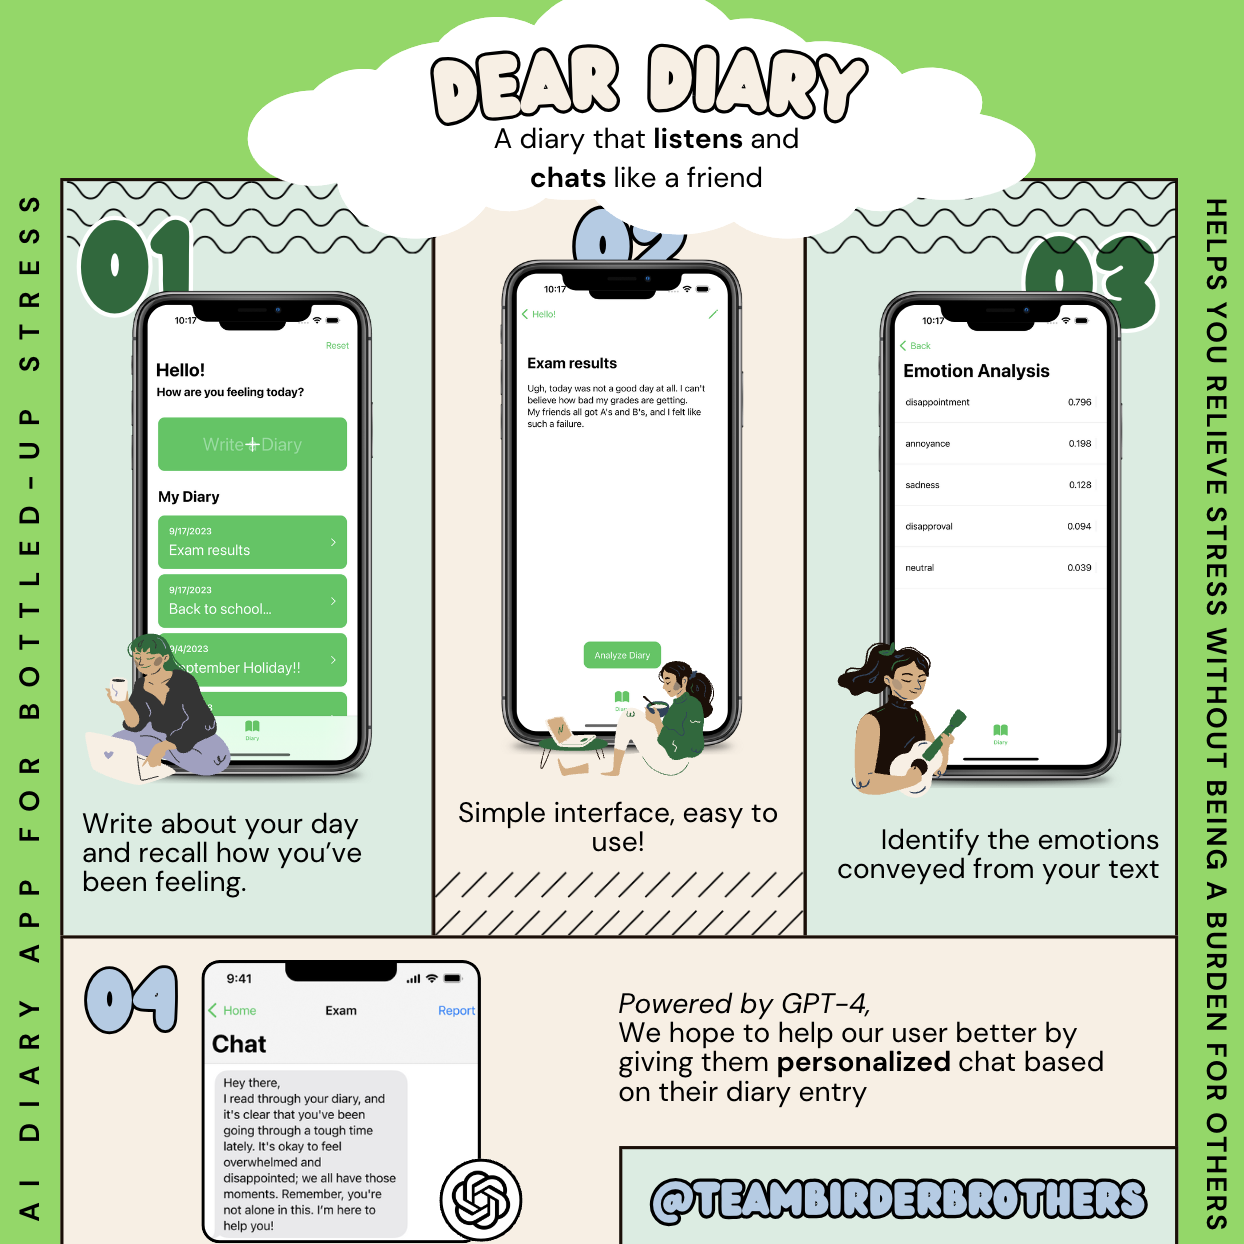 DEAR DIARY
A diary that listens and
chats like a friend
AI DIARY APP FOR BOTTLED-UP STRESS
HELPS YOU RELIEVE STRESS WITHOUT BEING A BURDEN FOR OTHERS
01
10:17
Reset
Hello!
How are you feeling today?
Write Diary
My Diary
9/17/2023
Exam results
9/17/2023
Back to school...
9/4/2023
September Holiday!!
Diary
Write about your day
and recall how you've
been feeling.
02
10:17
Hello!
Exam results
Ugh, today was not a good day at all. I can't
believe how bad my grades are getting.
My friends all got A's and B's, and I felt like
such a failure.
Analyze Diary
Diary
Simple interface, easy to
use!
03
10:17
Back
Emotion Analysis
disappointment 0.796
annoyance 0.198
sadness 0.128
disapproval 0.094
neutral 0.039
Diary
Identify the emotions
conveyed from your text
04
9:41
Home Exam Report
Chat
Hey there,
I read through your diary, and
it's clear that you've been
going through a tough time
lately. It's okay to feel
overwhelmed and
disappointed; we all have those
moments. Remember, you're
not alone in this. I'm here to
help you!
Powered by GPT-4,
We hope to help our user better by
giving them personalized chat based
on their diary entry
@TEAMBIRDERBROTHERS